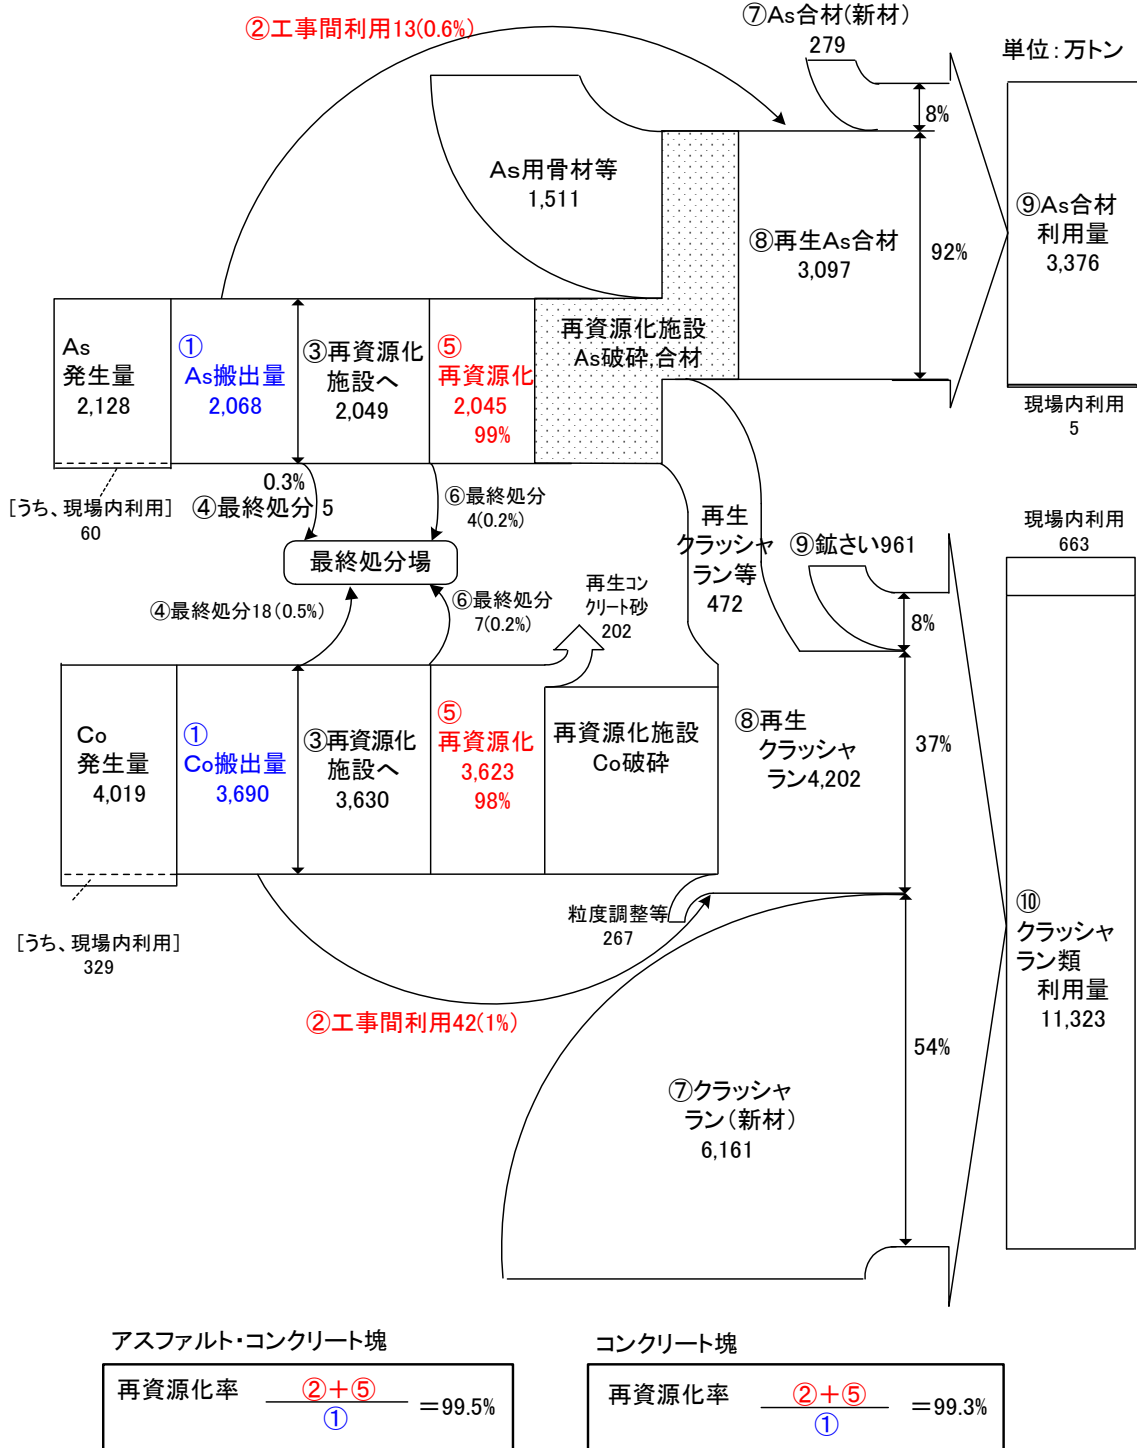 ②工事間利用13(0.6%)
⑦As合材(新材)
279
単位：万トン
8%
As用骨材等
1,511
⑧再生As合材
3,097
92%
⑨As合材
利用量
3,376
As
発生量
2,128
①
As搬出量
2,068
③再資源化
施設へ
2,049
⑤
再資源化
2,045
99%
再資源化施設
As破砕,合材
現場内利用
5
[うち、現場内利用]
60
0.3%
④最終処分 5
⑥最終処分
4(0.2%)
最終処分場
④最終処分18(0.5%)
⑥最終処分
7(0.2%)
再生コン
クリート砂
202
再生
クラッシャ
ラン等
472
⑨鉱さい961
8%
現場内利用
663
Co
発生量
4,019
①
Co搬出量
3,690
③再資源化
施設へ
3,630
⑤
再資源化
3,623
98%
再資源化施設
Co破砕
⑧再生
クラッシャ
ラン4,202
37%
[うち、現場内利用]
329
粒度調整等
267
②工事間利用42(1%)
⑦クラッシャ
ラン(新材)
6,161
54%
⑩
クラッシャ
ラン類
利用量
11,323
アスファルト・コンクリート塊
再資源化率 ②+⑤ =99.5%
①
コンクリート塊
再資源化率 ②+⑤ =99.3%
①